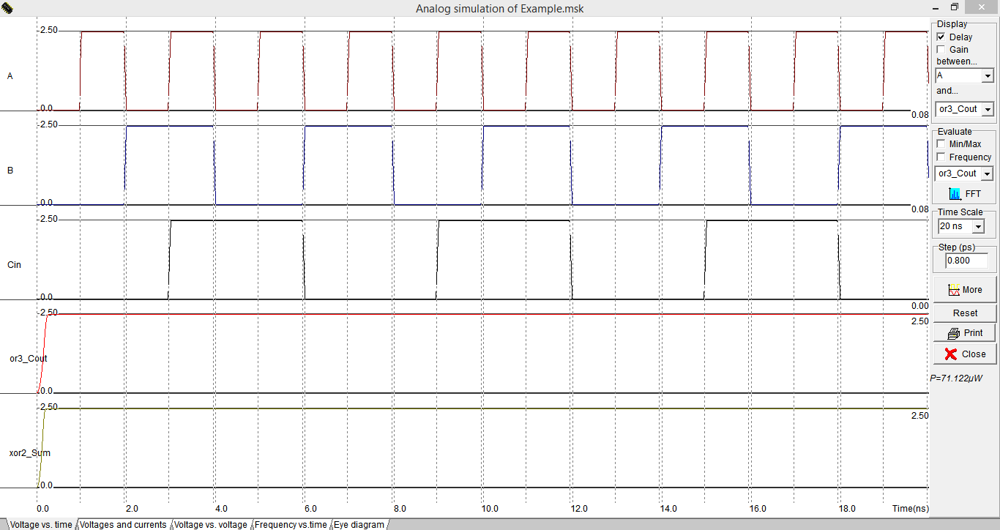 Analog simulation of Example.msk
2.50
A
0.0
0.08
2.50
B
0.0
0.08
2.50
Cin
0.0
0.00
2.50
2.50
or3_Cout
0.0
2.50
2.50
xor2_Sum
0.0
0.0 2.0 4.0 6.0 8.0 10.0 12.0 14.0 16.0 18.0 Time(ns)
Voltage vs. time Voltages and currents Voltage vs. voltage Frequency vs.time Eye diagram
Display
Delay
Gain
between...
A
and...
or3_Cout
Evaluate
Min/Max
Frequency
or3_Cout
FFT
Time Scale
20 ns
Step (ps)
0.800
More
Reset
Print
Close
P=71.122µW